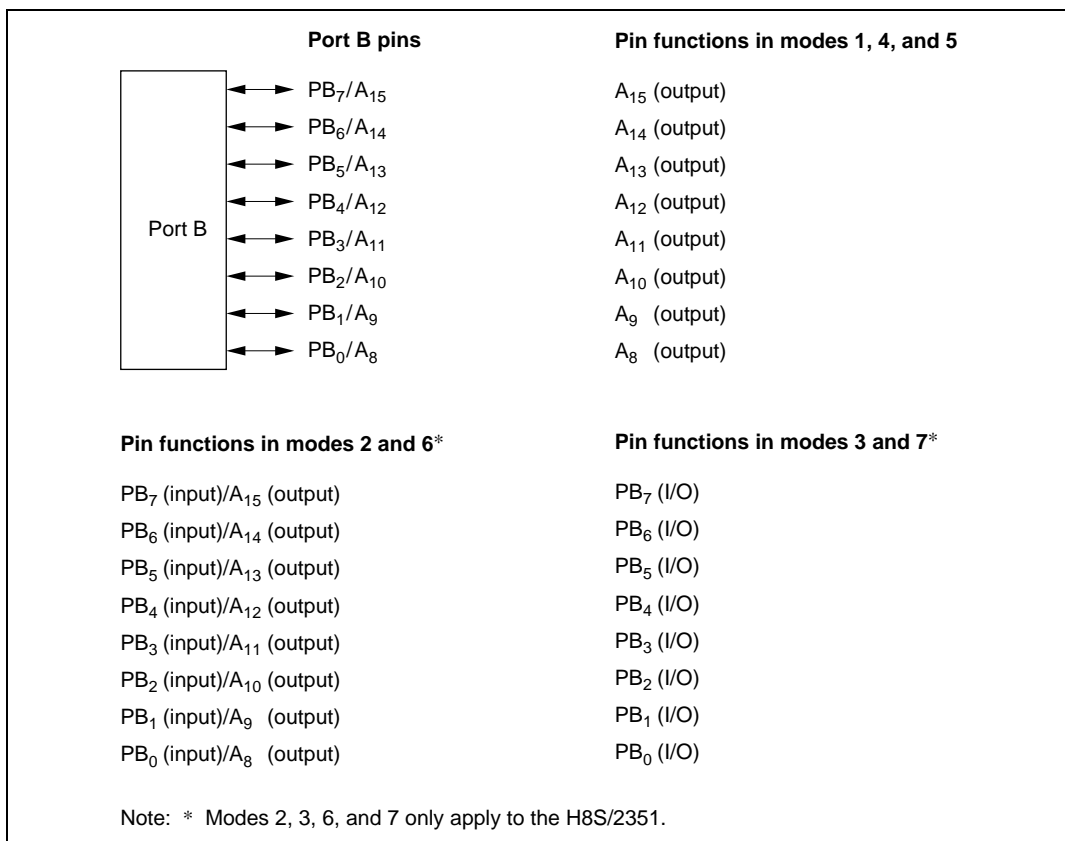 Port B pins
Pin functions in modes 1, 4, and 5
Port B
PB₇/A₁₅
A₁₅ (output)
PB₆/A₁₄
A₁₄ (output)
PB₅/A₁₃
A₁₃ (output)
PB₄/A₁₂
A₁₂ (output)
PB₃/A₁₁
A₁₁ (output)
PB₂/A₁₀
A₁₀ (output)
PB₁/A₉
A₉ (output)
PB₀/A₈
A₈ (output)
Pin functions in modes 2 and 6*
PB₇ (input)/A₁₅ (output)
PB₆ (input)/A₁₄ (output)
PB₅ (input)/A₁₃ (output)
PB₄ (input)/A₁₂ (output)
PB₃ (input)/A₁₁ (output)
PB₂ (input)/A₁₀ (output)
PB₁ (input)/A₉ (output)
PB₀ (input)/A₈ (output)
Pin functions in modes 3 and 7*
PB₇ (I/O)
PB₆ (I/O)
PB₅ (I/O)
PB₄ (I/O)
PB₃ (I/O)
PB₂ (I/O)
PB₁ (I/O)
PB₀ (I/O)
Note: * Modes 2, 3, 6, and 7 only apply to the H8S/2351.